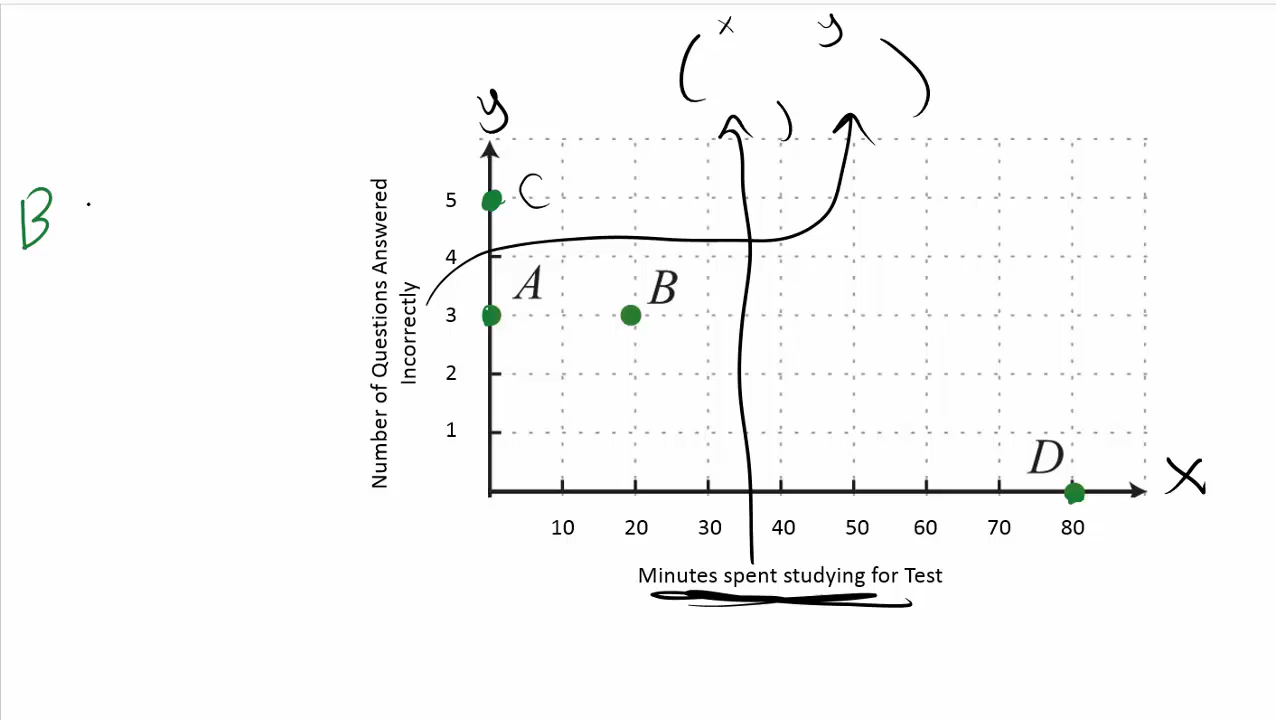 ( x , y )
y
Number of Questions Answered
Incorrectly
5
C
B
4
A
B
3
2
1
D
X
10 20 30 40 50 60 70 80
Minutes spent studying for Test